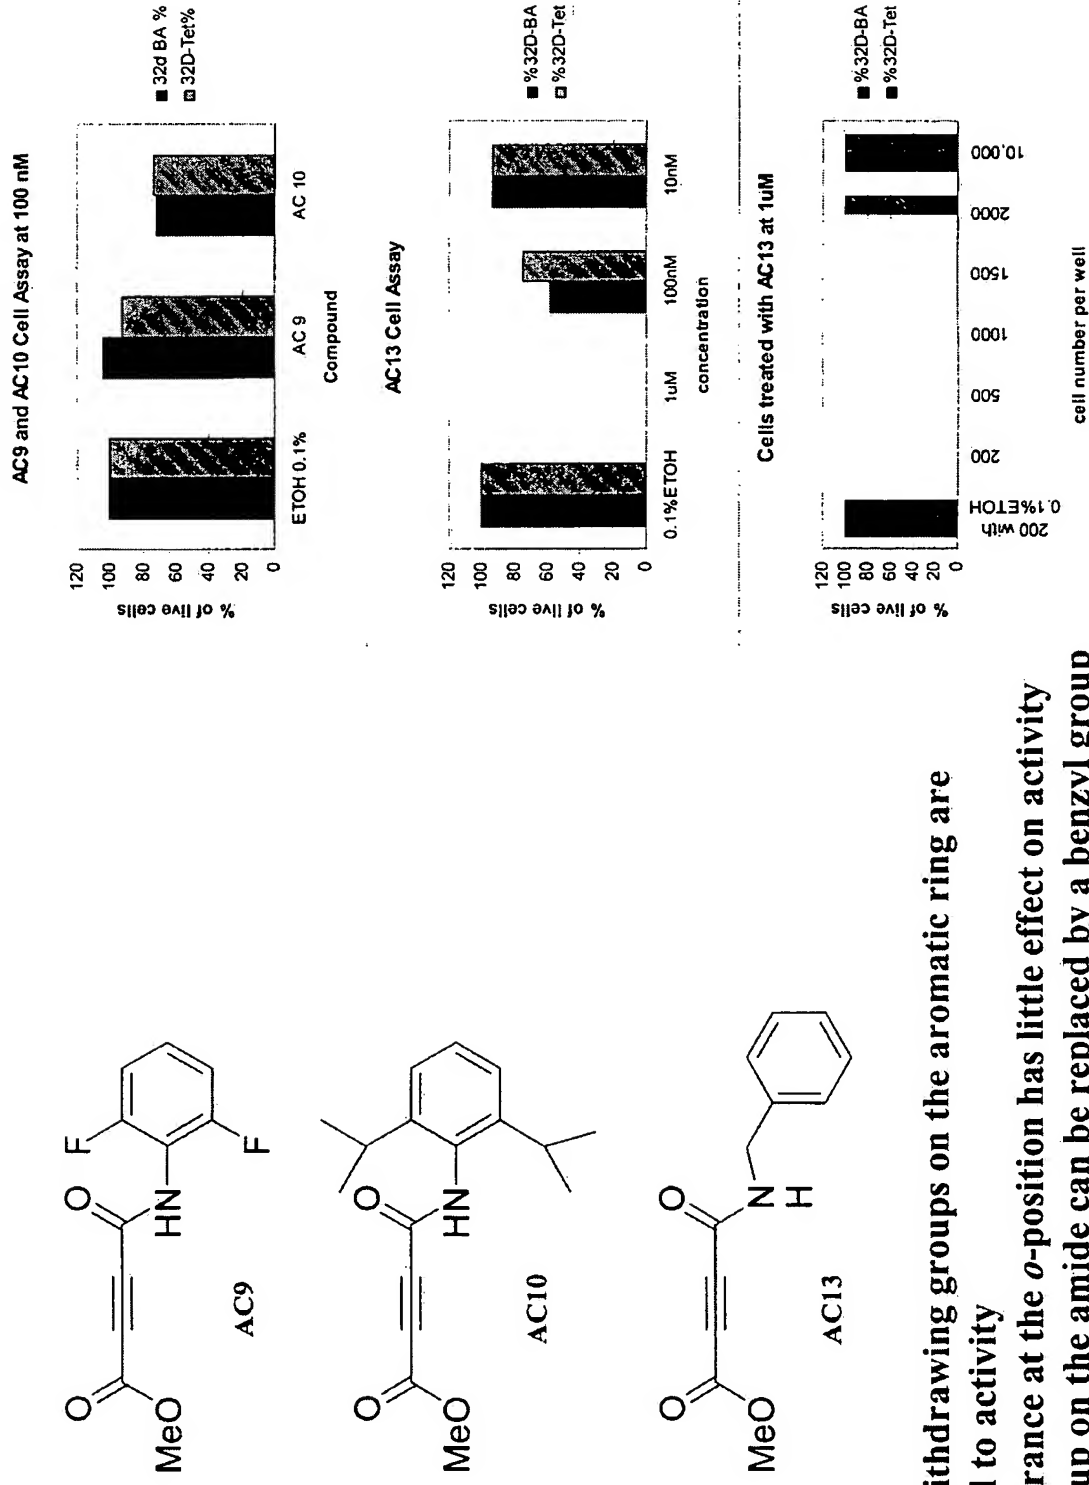 AC9 and AC10 Cell Assay at 100 nM
120
100
80
60
40
20
0
% of live cells
ETOH 0.1%
AC 9
AC 10
Compound
32d BA %
32D-Tet%
AC13 Cell Assay
120
100
80
60
40
20
0
% of live cells
0.1%ETOH
1uM
100nM
10nM
concentration
%32D-BA
%32D-Tet
Cells treated with AC13 at 1uM
120
100
80
60
40
20
0
% of live cells
200 with
0.1%ETOH
200
500
1000
1500
2000
10,000
cell number per well
%32D-BA
%32D-Tet
MeO
O
O
HN
F
F
AC9
MeO
O
O
HN
AC10
MeO
O
O
N
H
AC13
ithdrawing groups on the aromatic ring are
l to activity
rance at the o-position has little effect on activity
up on the amide can be replaced by a benzyl group